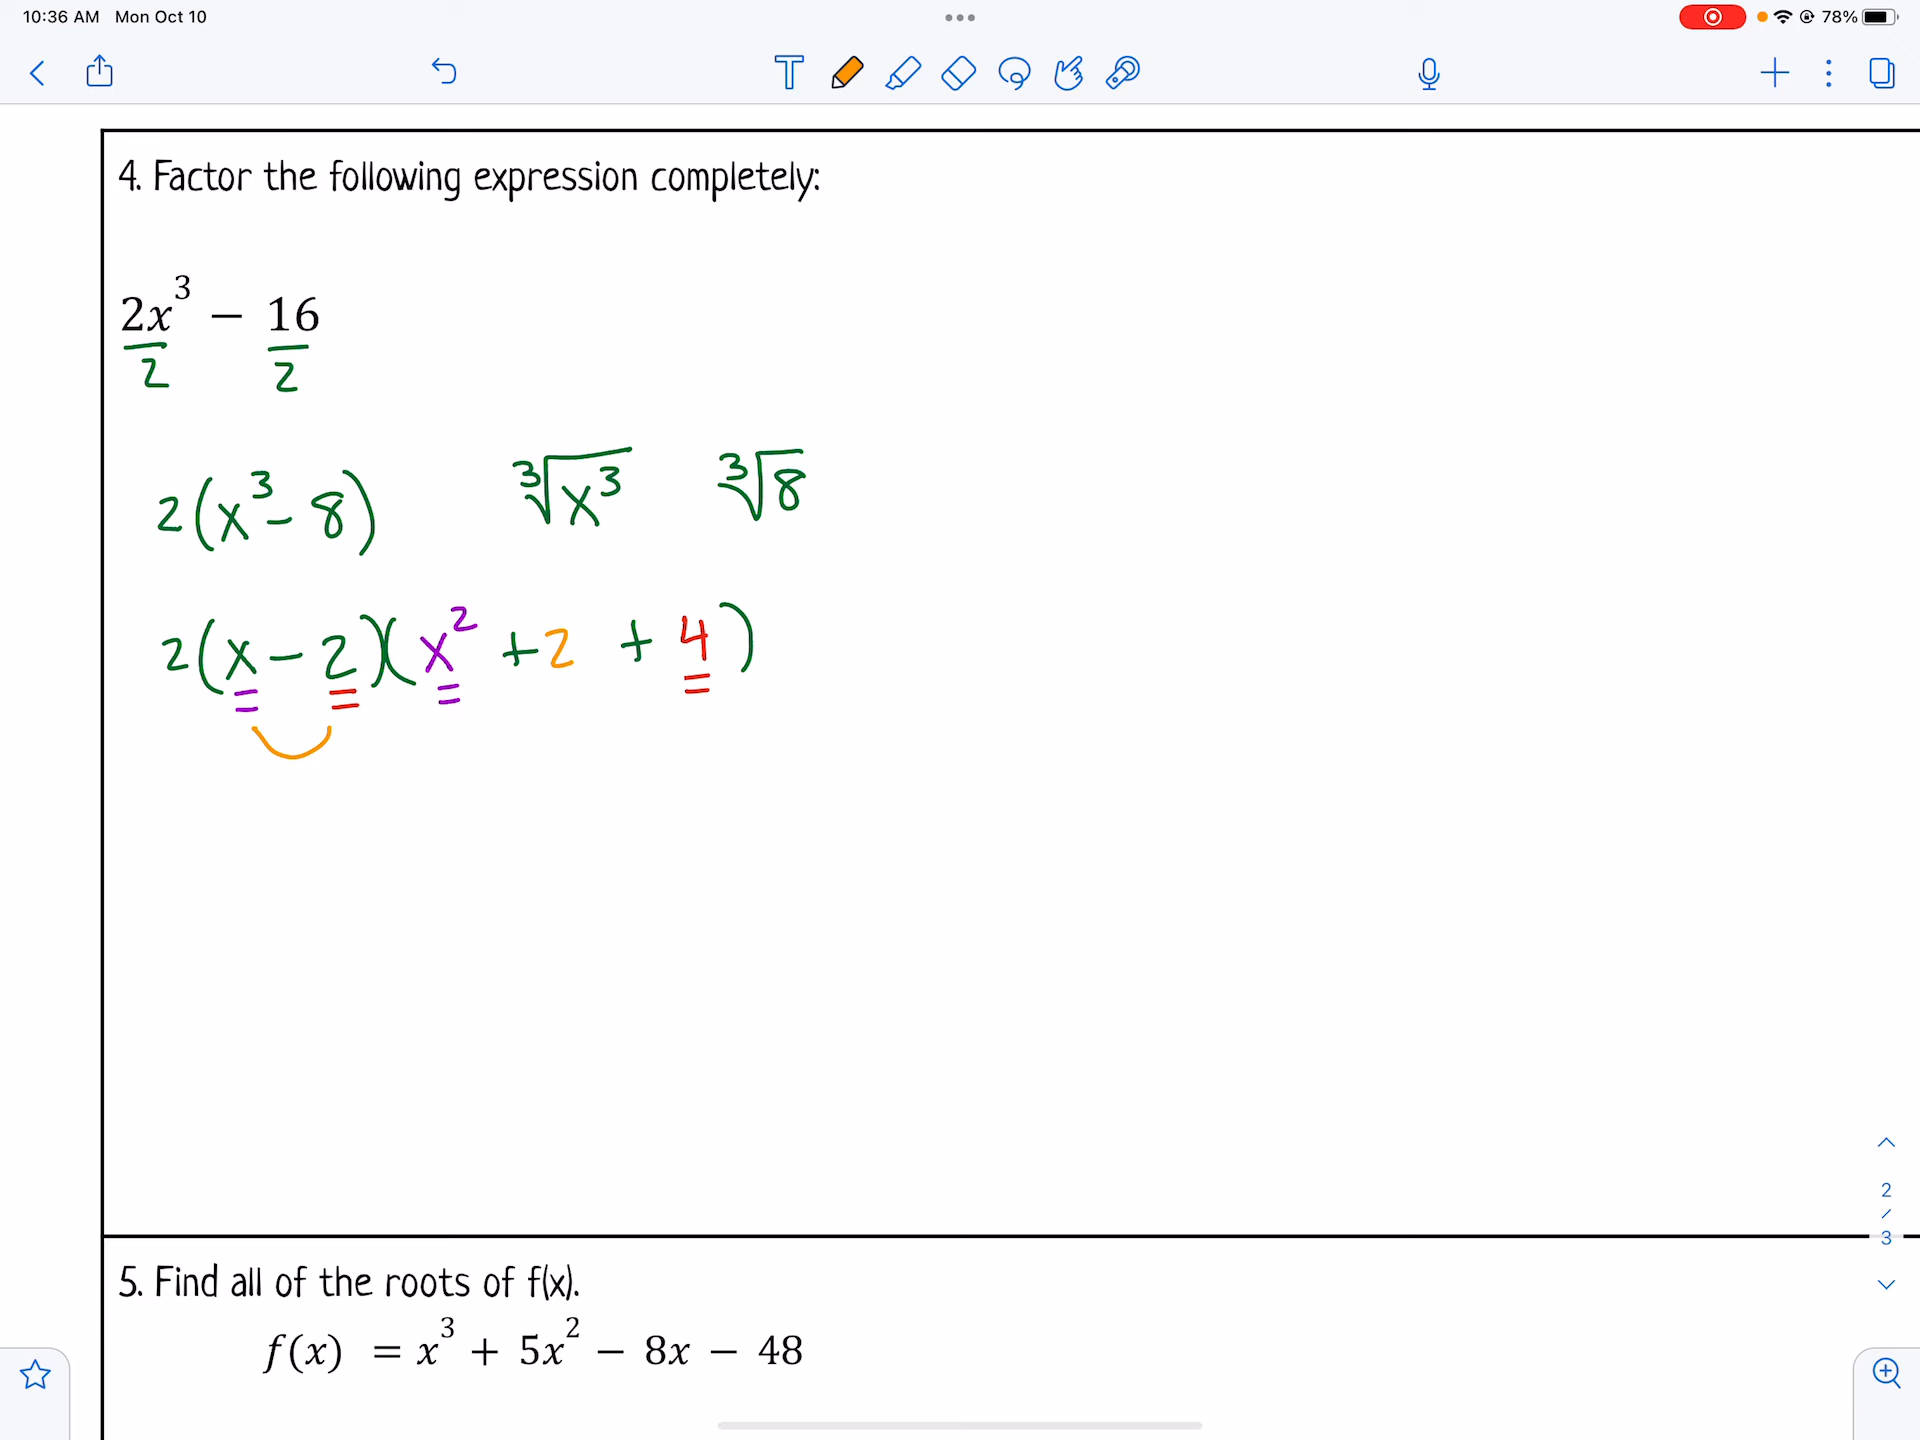 10:36 AM Mon Oct 10
78%
T
4. Factor the following expression completely:
2x³ − 16
2 2
2(x³ - 8) ³√x³ ³√8
2(x - 2)(x² + 2 + 4)
2
/
3
5. Find all of the roots of f(x).
f(x) = x³ + 5x² − 8x − 48